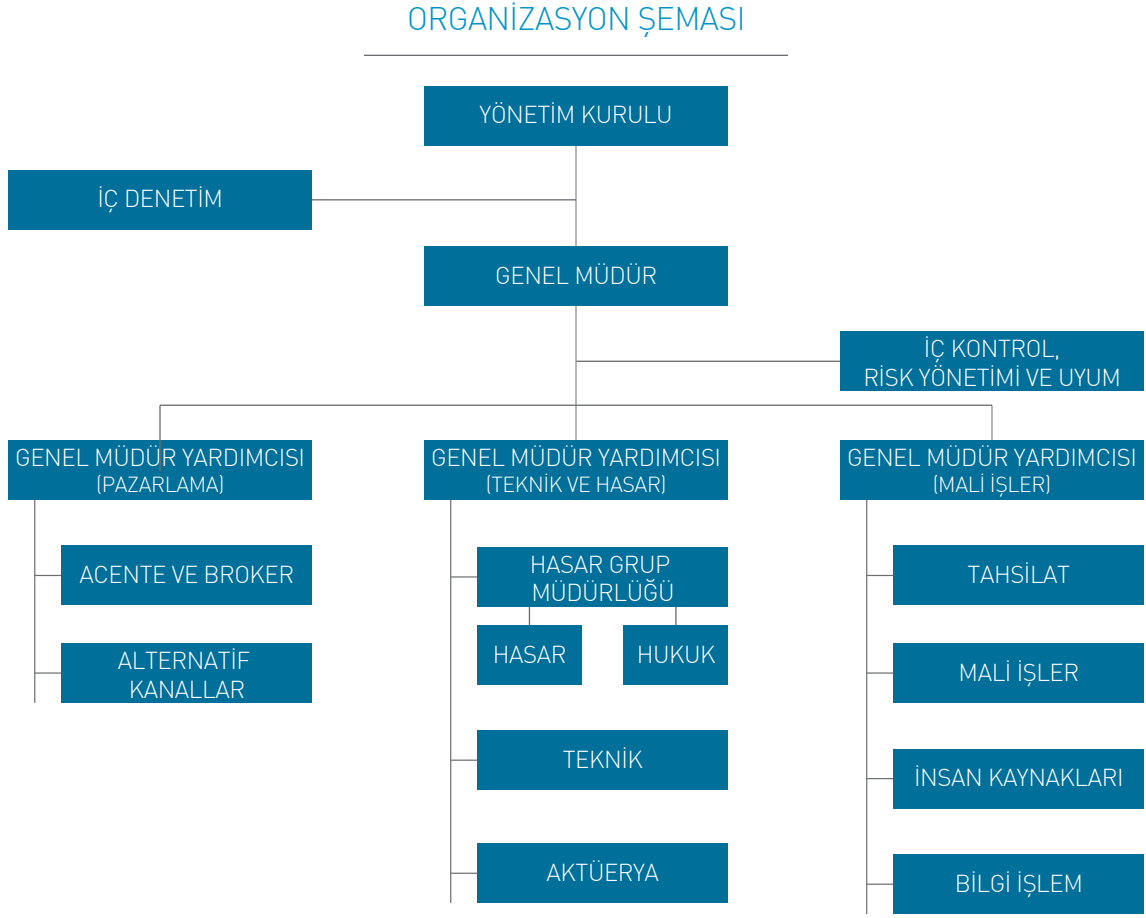 ORGANİZASYON ŞEMASI
YÖNETİM KURULU
İÇ DENETİM
GENEL MÜDÜR
İÇ KONTROL,
RİSK YÖNETİMİ VE UYUM
GENEL MÜDÜR YARDIMCISI
(PAZARLAMA)
ACENTE VE BROKER
ALTERNATİF
KANALLAR
GENEL MÜDÜR YARDIMCISI
(TEKNİK VE HASAR)
HASAR GRUP
MÜDÜRLÜĞÜ
HASAR
HUKUK
TEKNİK
AKTÜERYA
GENEL MÜDÜR YARDIMCISI
(MALİ İŞLER)
TAHSİLAT
MALİ İŞLER
İNSAN KAYNAKLARI
BİLGİ İŞLEM